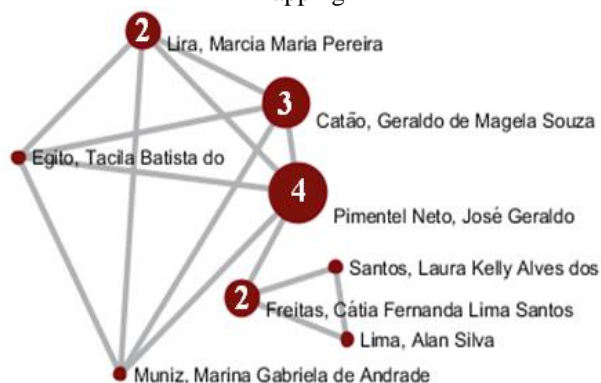 2
Lira, Marcia Maria Pereira
3
Catão, Geraldo de Magela Souza
Egito, Tacila Batista do
4
Pimentel Neto, José Geraldo
Santos, Laura Kelly Alves dos
2
Freitas, Cátia Fernanda Lima Santos
Lima, Alan Silva
Muniz, Marina Gabriela de Andrade